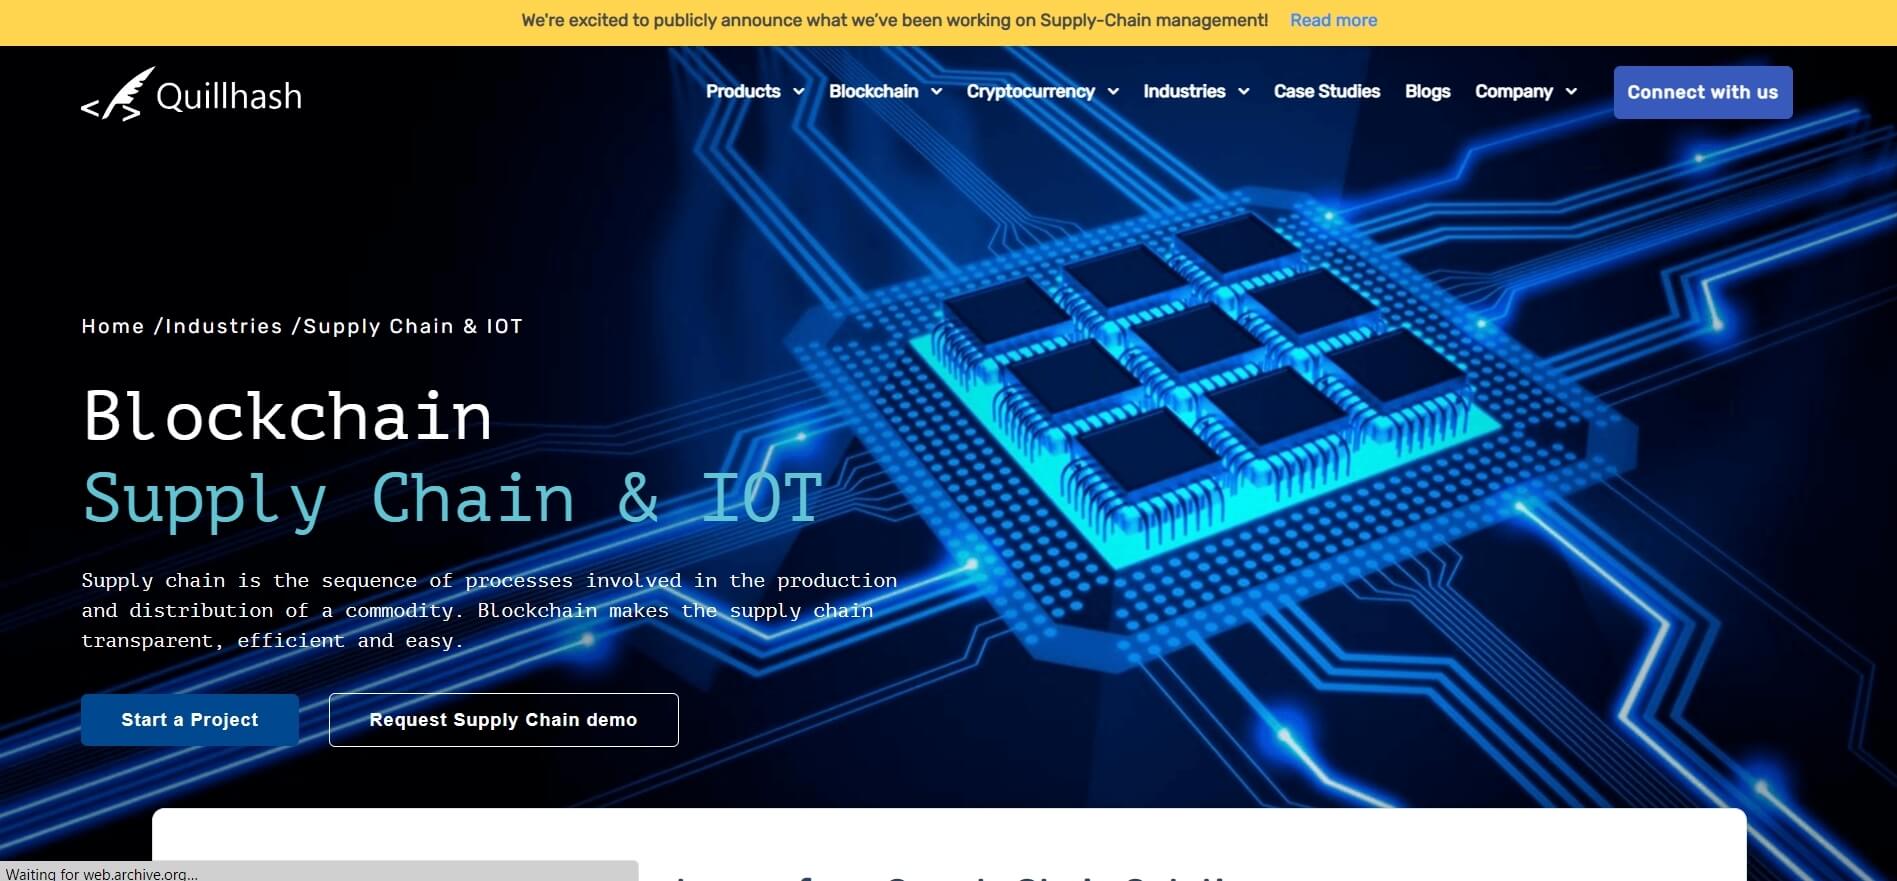 We're excited to publicly announce what we’ve been working on Supply-Chain management! Read more
Quillhash
Products Blockchain Cryptocurrency Industries Case Studies Blogs Company Connect with us
Home /Industries /Supply Chain & IOT
Blockchain
Supply Chain & IOT
Supply chain is the sequence of processes involved in the production
and distribution of a commodity. Blockchain makes the supply chain
transparent, efficient and easy.
Start a Project Request Supply Chain demo
Waiting for web.archive.org...